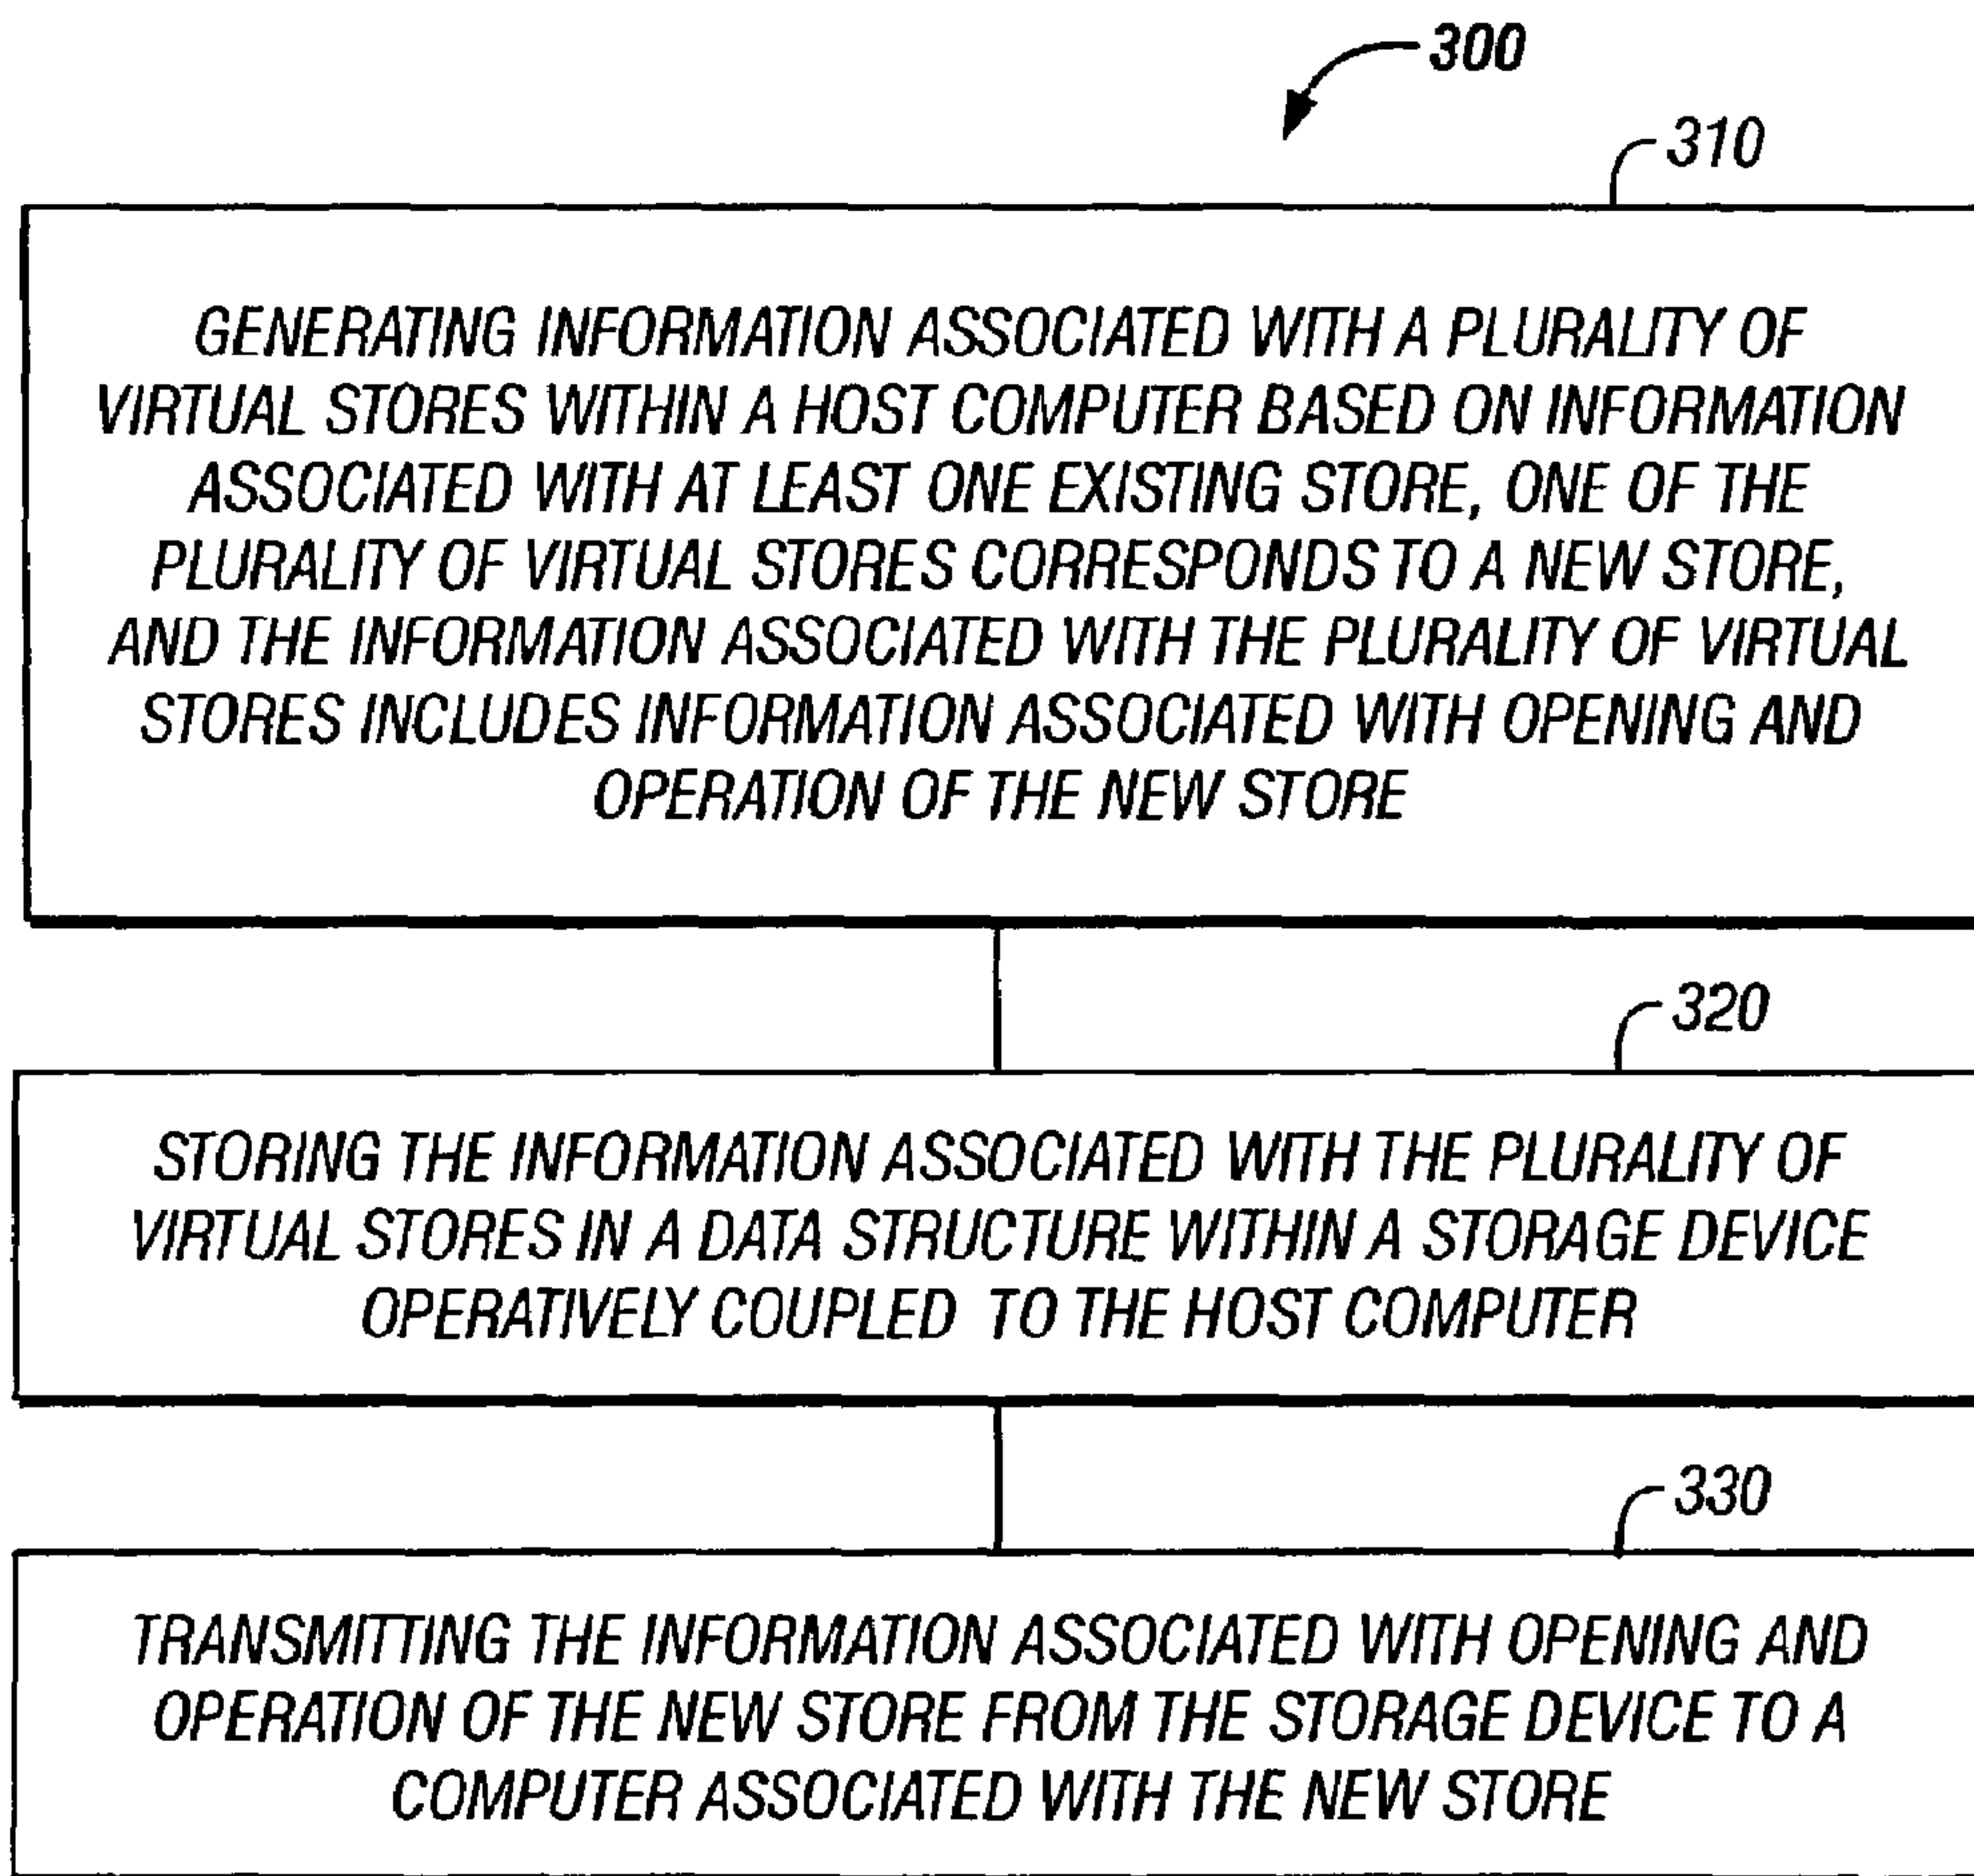 300
310
GENERATING INFORMATION ASSOCIATED WITH A PLURALITY OF
VIRTUAL STORES WITHIN A HOST COMPUTER BASED ON INFORMATION
ASSOCIATED WITH AT LEAST ONE EXISTING STORE, ONE OF THE
PLURALITY OF VIRTUAL STORES CORRESPONDS TO A NEW STORE,
AND THE INFORMATION ASSOCIATED WITH THE PLURALITY OF VIRTUAL
STORES INCLUDES INFORMATION ASSOCIATED WITH OPENING AND
OPERATION OF THE NEW STORE
320
STORING THE INFORMATION ASSOCIATED WITH THE PLURALITY OF
VIRTUAL STORES IN A DATA STRUCTURE WITHIN A STORAGE DEVICE
OPERATIVELY COUPLED TO THE HOST COMPUTER
330
TRANSMITTING THE INFORMATION ASSOCIATED WITH OPENING AND
OPERATION OF THE NEW STORE FROM THE STORAGE DEVICE TO A
COMPUTER ASSOCIATED WITH THE NEW STORE